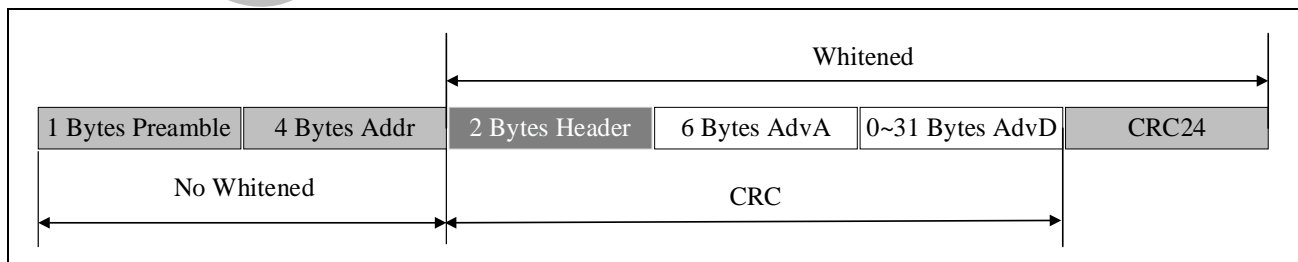 Whitened
1 Bytes Preamble
4 Bytes Addr
2 Bytes Header
6 Bytes AdvA
0~31 Bytes AdvD
CRC24
No Whitened
CRC